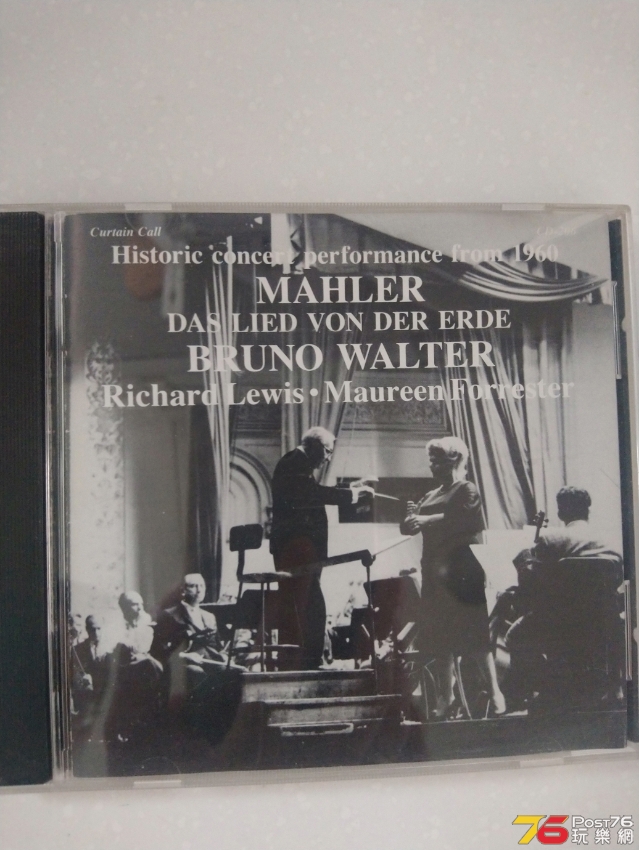 Curtain Call
Historic concert performance from 1960
MAHLER
DAS LIED VON DER ERDE
BRUNO WALTER
Richard Lewis • Maureen Forrester
76 Post76
玩樂網